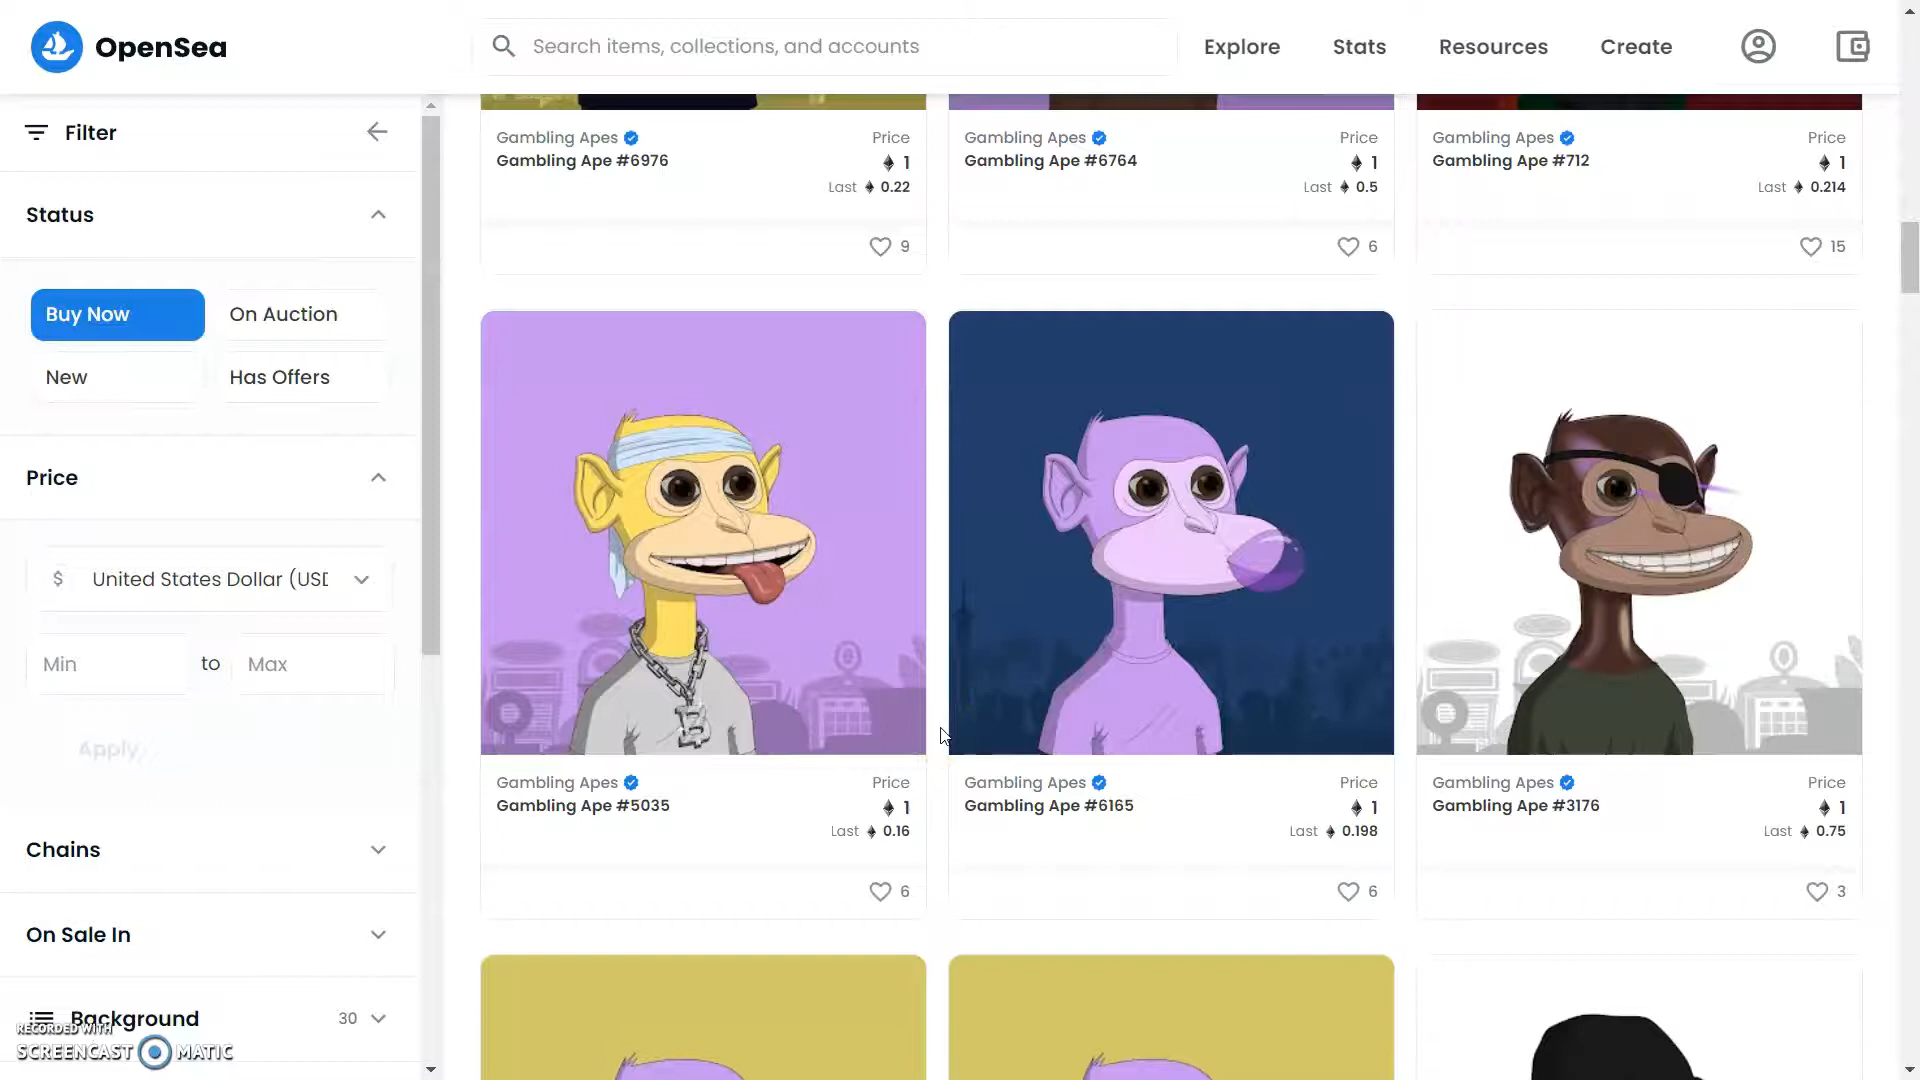 OpenSea
Search items, collections, and accounts
Explore
Stats
Resources
Create
Filter
Status
Buy Now
On Auction
New
Has Offers
Price
$ United States Dollar (USD
Min
to
Max
Apply
Chains
On Sale In
Background
30
RECORDED WITH
SCREENCAST MATIC
Gambling Apes
Price
Gambling Ape #6976
1
Last 0.22
9
Gambling Apes
Price
Gambling Ape #6764
1
Last 0.5
6
Gambling Apes
Price
Gambling Ape #712
1
Last 0.214
15
Gambling Apes
Price
Gambling Ape #5035
1
Last 0.16
6
Gambling Apes
Price
Gambling Ape #6165
1
Last 0.198
6
Gambling Apes
Price
Gambling Ape #3176
1
Last 0.75
3